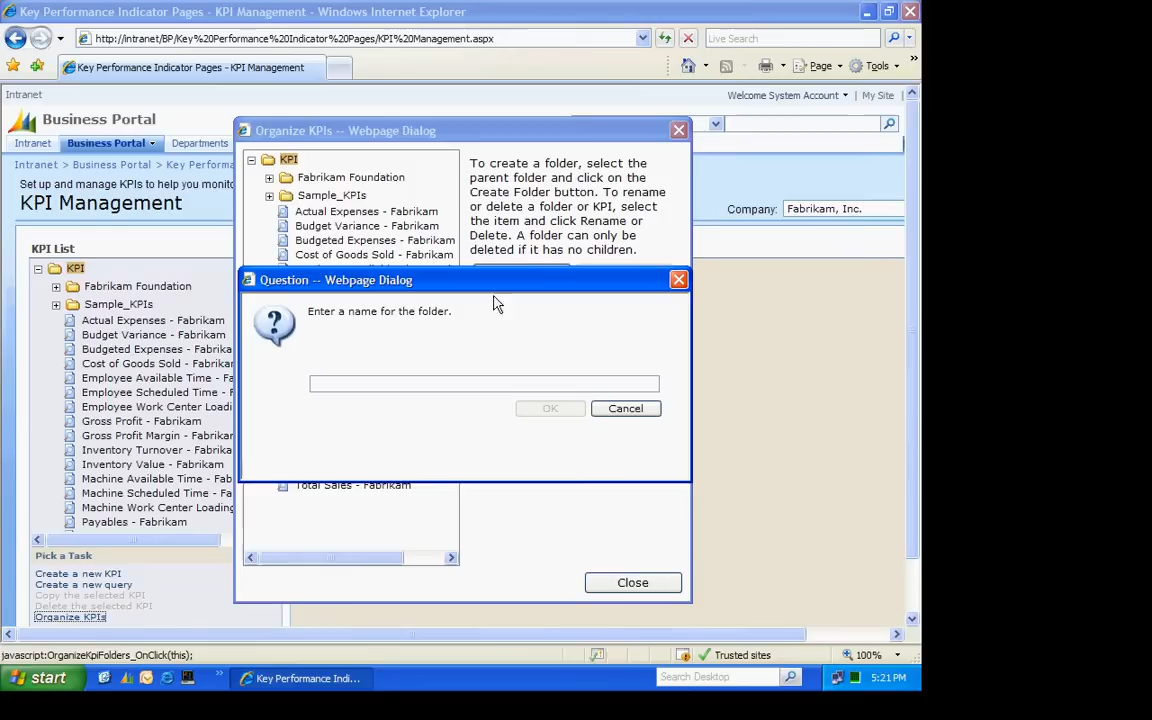 Key Performance Indicator Pages - KPI Management - Windows Internet Explorer
http://intranet/BP/Key%20Performance%20Indicator%20Pages/KPI%20Management.aspx
Live Search
Key Performance Indicator Pages - KPI Management
Page
Tools
Intranet
Welcome System Account
My Site
Business Portal
Intranet
Business Portal
Departments
Intranet > Business Portal > Key Performa
Set up and manage KPIs to help you monito
KPI Management
Company:
Fabrikam, Inc.
KPI List
KPI
Fabrikam Foundation
Sample_KPIs
Actual Expenses - Fabrikam
Budget Variance - Fabrikam
Budgeted Expenses - Fabrik
Cost of Goods Sold - Fabrik
Employee Available Time - F
Employee Scheduled Time - F
Employee Work Center Loadi
Gross Profit - Fabrikam
Gross Profit Margin - Fabrika
Inventory Turnover - Fabrika
Inventory Value - Fabrikam
Machine Available Time - Fab
Machine Scheduled Time - Fa
Machine Work Center Loading
Payables - Fabrikam
Pick a Task
Create a new KPI
Create a new query
Copy the selected KPI
Delete the selected KPI
Organize KPIs
Organize KPIs -- Webpage Dialog
KPI
Fabrikam Foundation
Sample_KPIs
Actual Expenses - Fabrikam
Budget Variance - Fabrikam
Budgeted Expenses - Fabrikam
Cost of Goods Sold - Fabrikam
To create a folder, select the
parent folder and click on the
Create Folder button. To rename
or delete a folder or KPI, select
the item and click Rename or
Delete. A folder can only be
deleted if it has no children.
Question -- Webpage Dialog
Enter a name for the folder.
OK
Cancel
Total Sales - Fabrikam
Close
javascript:OrganizeKpiFolders_OnClick(this);
Trusted sites
100%
start
Key Performance Indi...
Search Desktop
5:21 PM